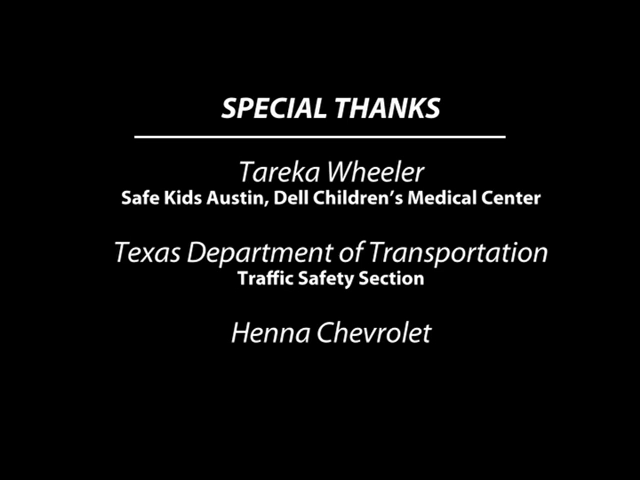 SPECIAL THANKS
Tareka Wheeler
Safe Kids Austin, Dell Children's Medical Center
Texas Department of Transportation
Traffic Safety Section
Henna Chevrolet